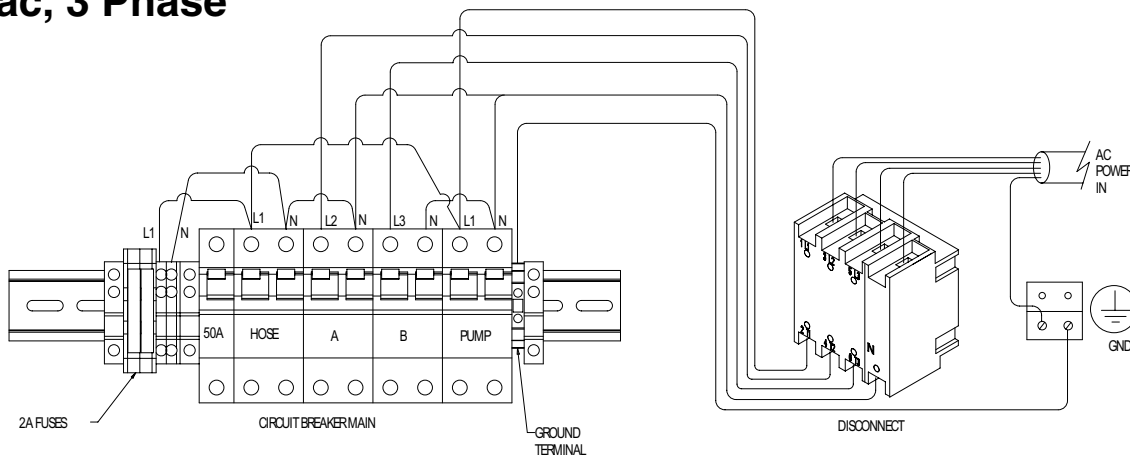 ac, 3 Phase
AC
POWER
IN
L1 N L1 N L2 N L3 N L1 N
50A HOSE A B PUMP
N
GND
2A FUSES
CIRCUIT BREAKER MAIN
GROUND
TERMINAL
DISCONNECT